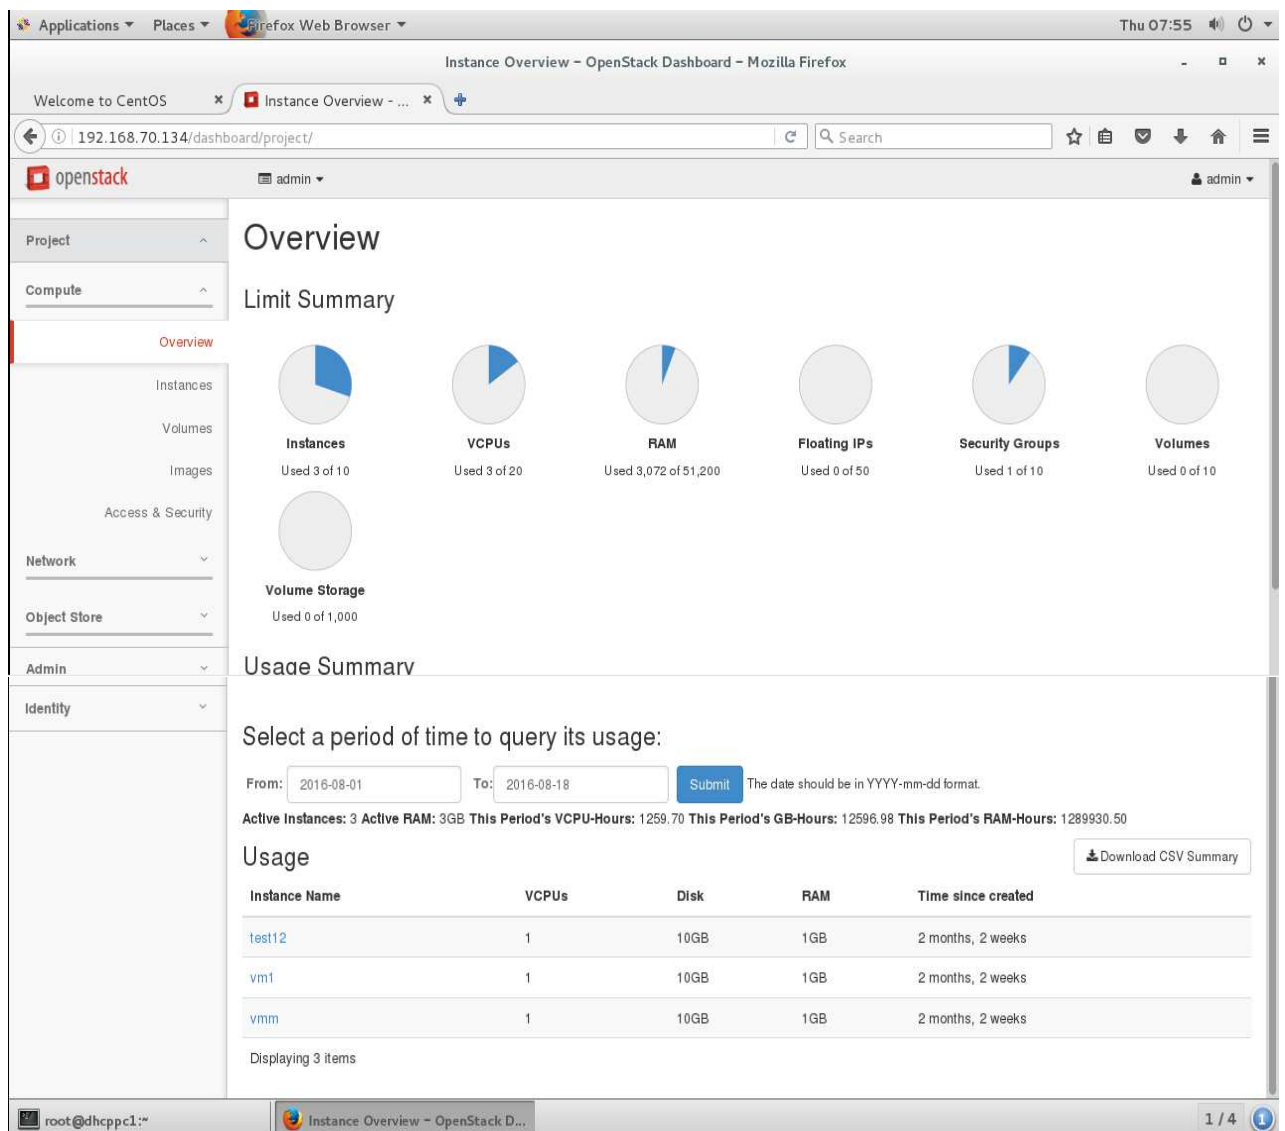 Applications Places Firefox Web Browser Thu 07:55
Instance Overview - OpenStack Dashboard - Mozilla Firefox
Welcome to CentOS Instance Overview - ...
192.168.70.134/dashboard/project/ Search
openstack admin admin
Project
Overview
Compute
Limit Summary
Overview
Instances
Volumes
Images
Access & Security
Network
Object Store
Admin
Identity
Instances VCPUs RAM Floating IPs Security Groups Volumes
Used 3 of 10 Used 3 of 20 Used 3,072 of 51,200 Used 0 of 50 Used 1 of 10 Used 0 of 10
Volume Storage
Used 0 of 1,000
Usage Summary
Select a period of time to query its usage:
From: 2016-08-01 To: 2016-08-18 Submit The date should be in YYYY-mm-dd format.
Active Instances: 3 Active RAM: 3GB This Period's VCPU-Hours: 1259.70 This Period's GB-Hours: 12596.98 This Period's RAM-Hours: 1289930.50
Usage Download CSV Summary
Instance Name VCPUs Disk RAM Time since created
test12 1 10GB 1GB 2 months, 2 weeks
vm1 1 10GB 1GB 2 months, 2 weeks
vmm 1 10GB 1GB 2 months, 2 weeks
Displaying 3 items
root@dhcppc1:~ Instance Overview - OpenStack D... 1 / 4 1